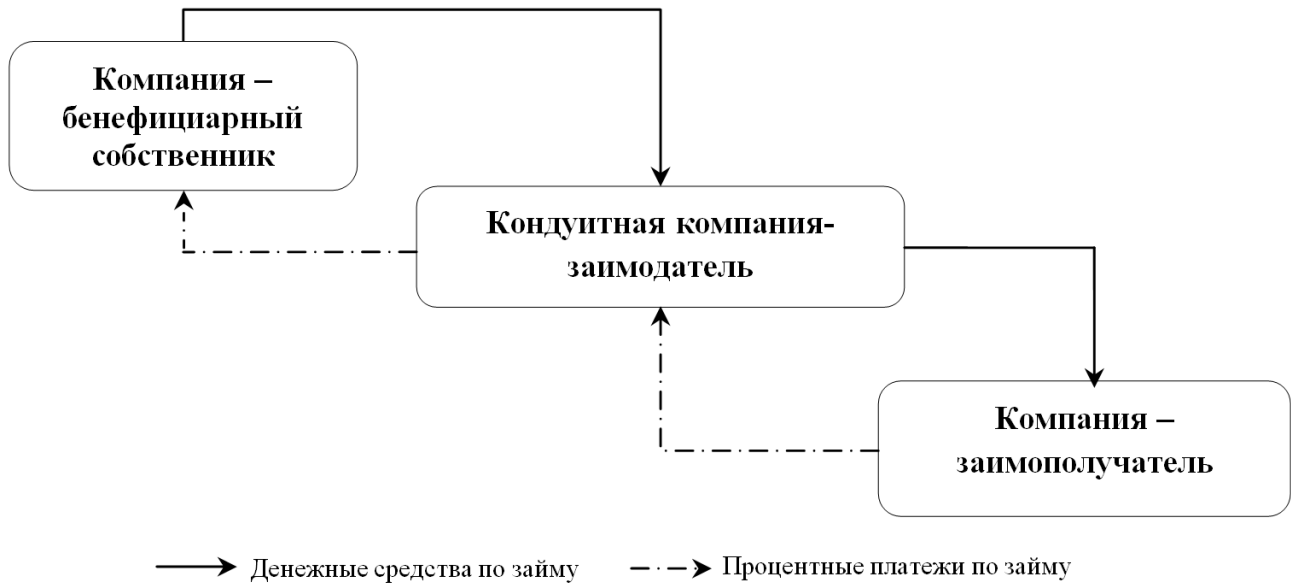 Компания –
бенефициарный
собственник
Кондуитная компания-
заимодатель
Компания –
заимополучатель
Денежные средства по займу
Процентные платежи по займу